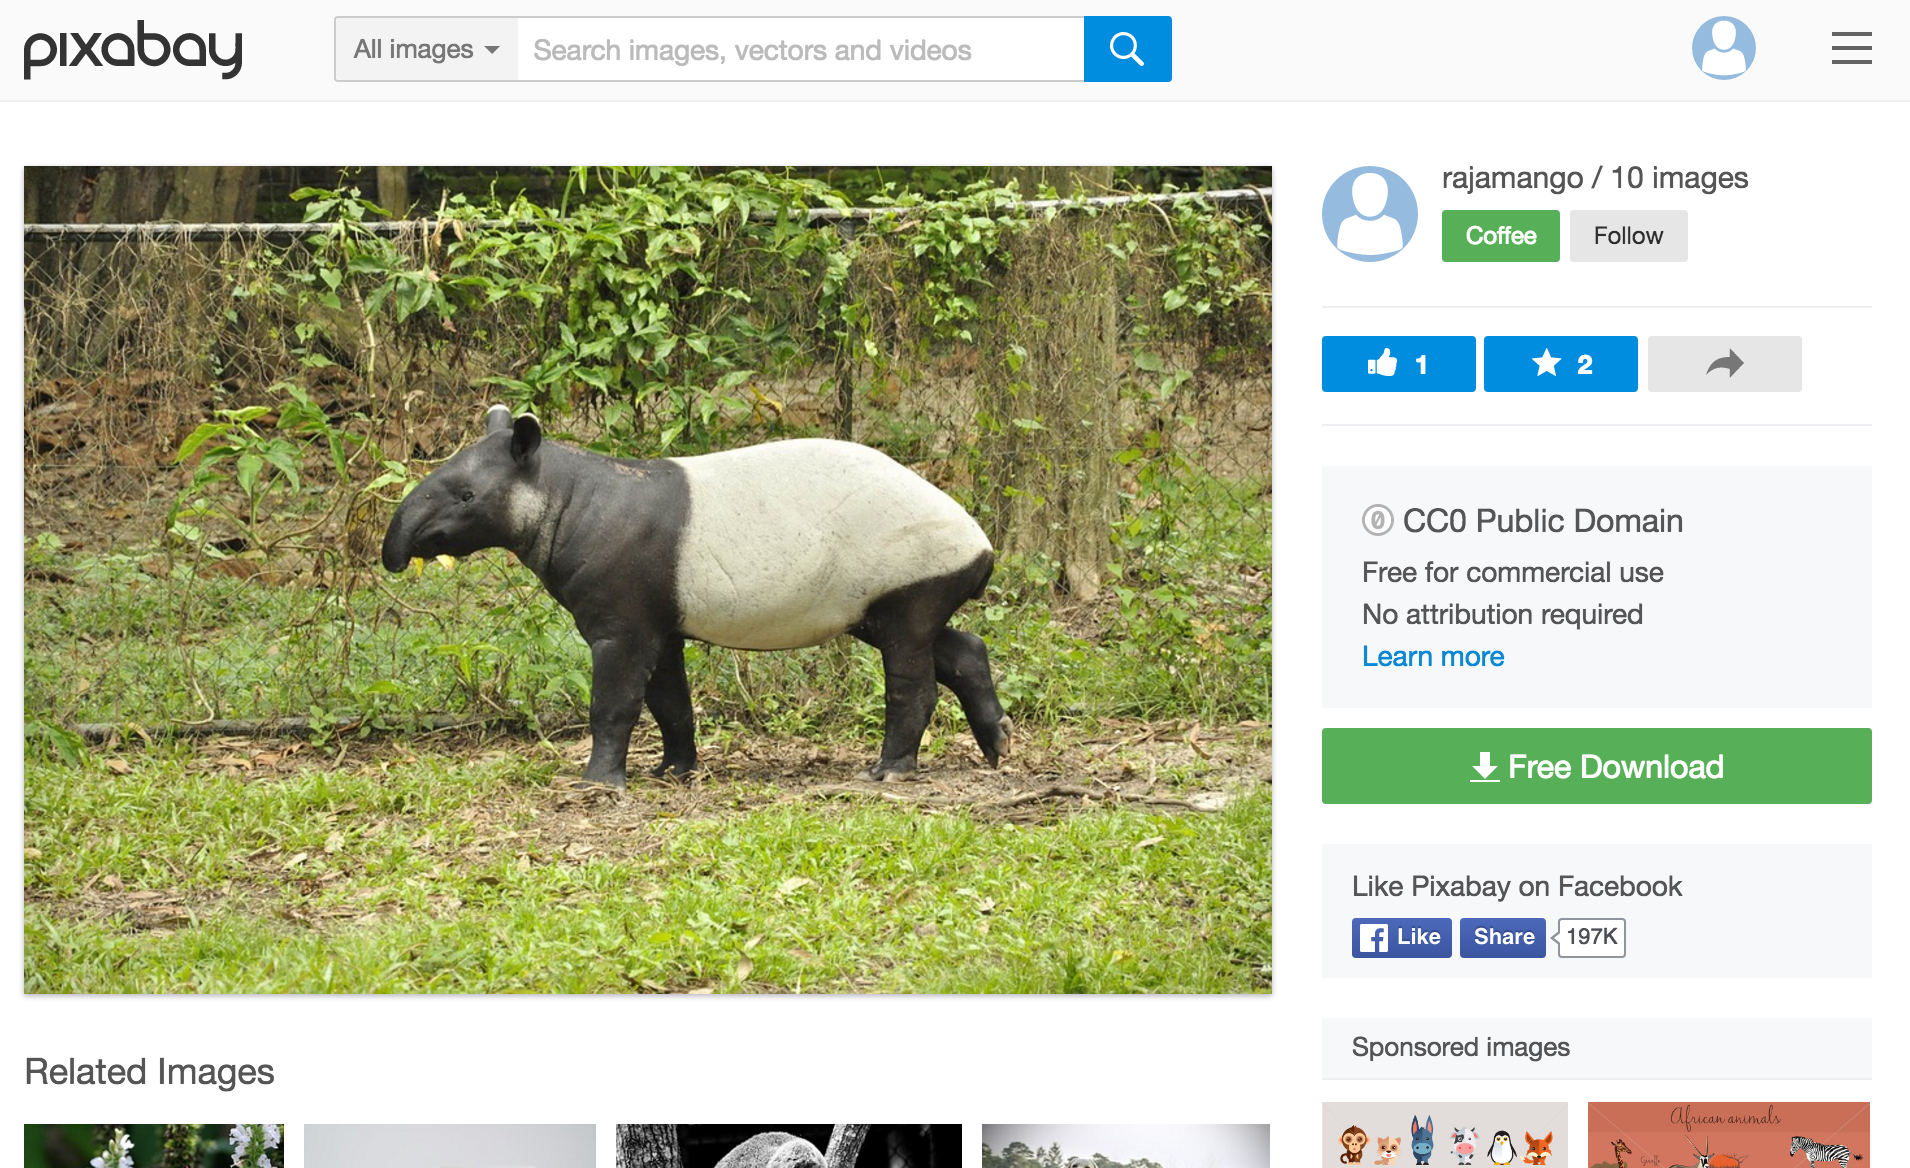 pixabay
All images
Search images, vectors and videos
rajamango / 10 images
Coffee
Follow
1
2
0 CC0 Public Domain
Free for commercial use
No attribution required
Learn more
Free Download
Like Pixabay on Facebook
Like
Share
197K
Related Images
Sponsored images
African animals
Giraffe